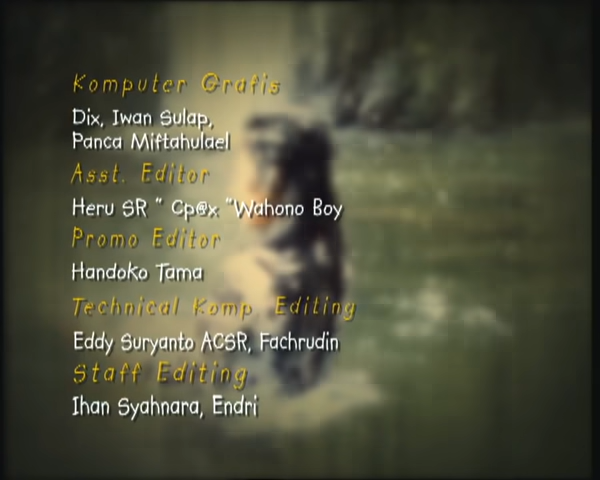 Komputer Grafis
Dix, Iwan Sulap,
Panca Miftahulael
Asst. Editor
Heru SR " Cp@x "Wahono Boy
Promo Editor
Handoko Tama
Technical Komp. Editing
Eddy Suryanto ACSR, Fachrudin
Staff Editing
Ihan Syahnara, Endri